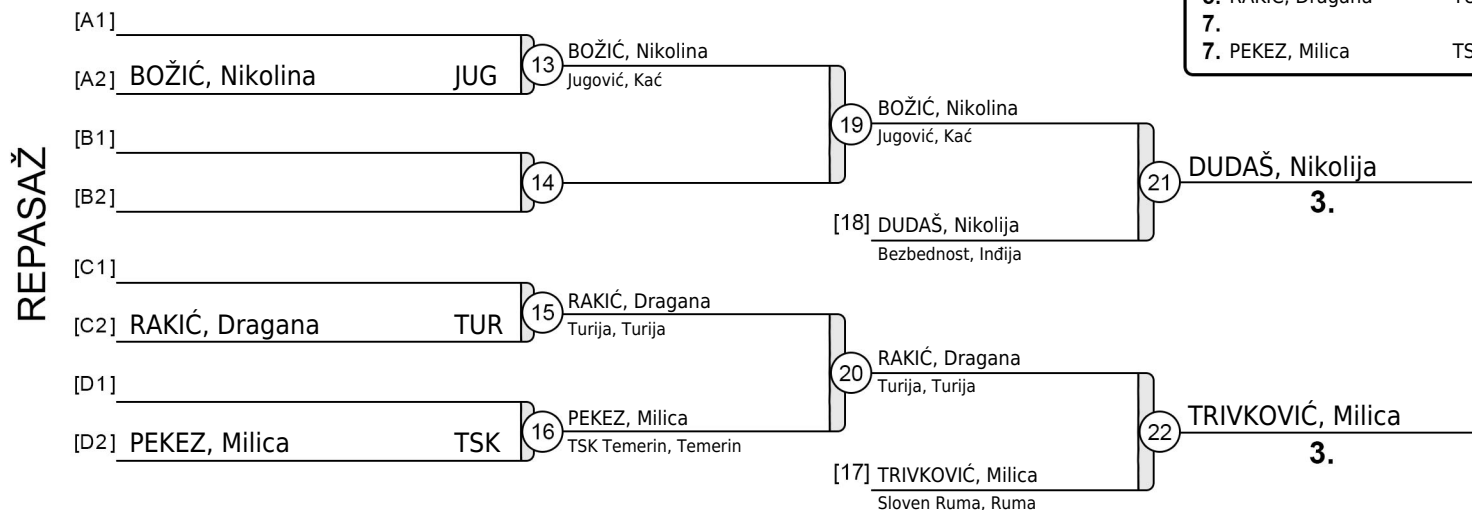 REPASAŽ
[A1]
[A2] BOŽIĆ, Nikolina JUG
13
BOŽIĆ, Nikolina
Jugović, Kać
[B1]
[B2]
14
19
BOŽIĆ, Nikolina
Jugović, Kać
[18] DUDAŠ, Nikolija
Bezbednost, Inđija
21
DUDAŠ, Nikolija
3.
[C1]
[C2] RAKIĆ, Dragana TUR
15
RAKIĆ, Dragana
Turija, Turija
[D1]
[D2] PEKEZ, Milica TSK
16
PEKEZ, Milica
TSK Temerin, Temerin
20
RAKIĆ, Dragana
Turija, Turija
[17] TRIVKOVIĆ, Milica
Sloven Ruma, Ruma
22
TRIVKOVIĆ, Milica
3.
RAKIĆ, Dragana
7.
7. PEKEZ, Milica TS